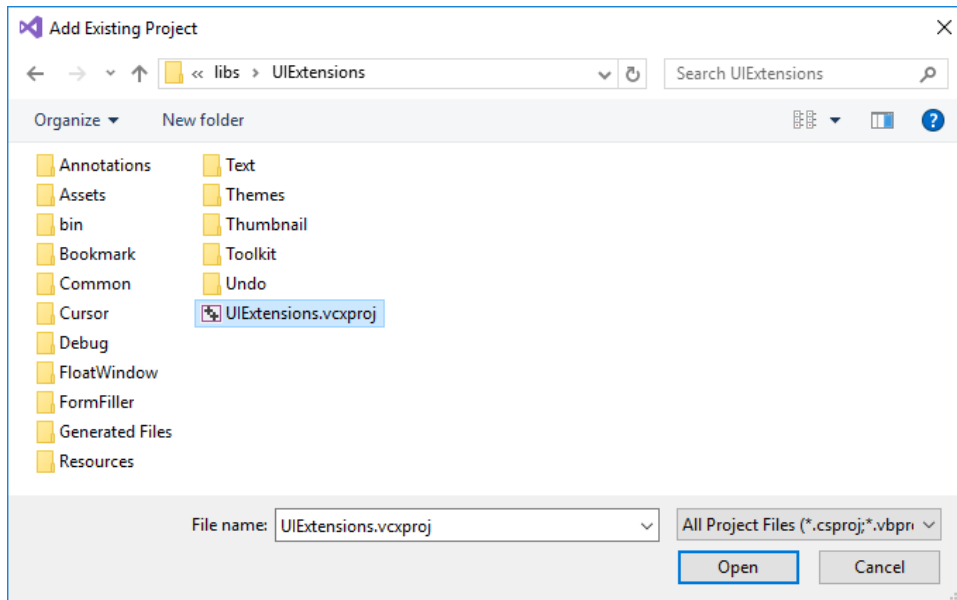 Add Existing Project
« libs > UIExtensions
Search UIExtensions
Organize
New folder
Annotations
Assets
bin
Bookmark
Common
Cursor
Debug
FloatWindow
FormFiller
Generated Files
Resources
Text
Themes
Thumbnail
Toolkit
Undo
UIExtensions.vcxproj
File name: UIExtensions.vcxproj
All Project Files (*.csproj;*.vbpr
Open
Cancel